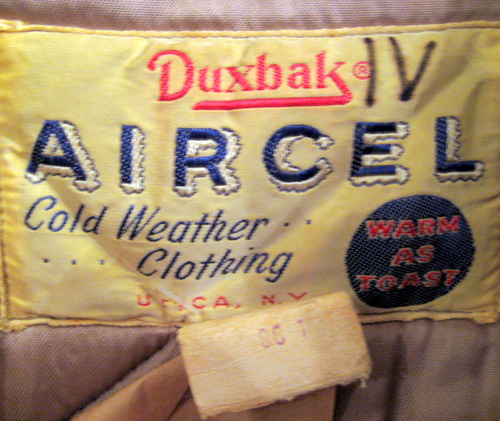 Duxbak® IV
AIRCEL
Cold Weather . .
. . . . Clothing
WARM
AS
TOAST
UTICA, N.Y.